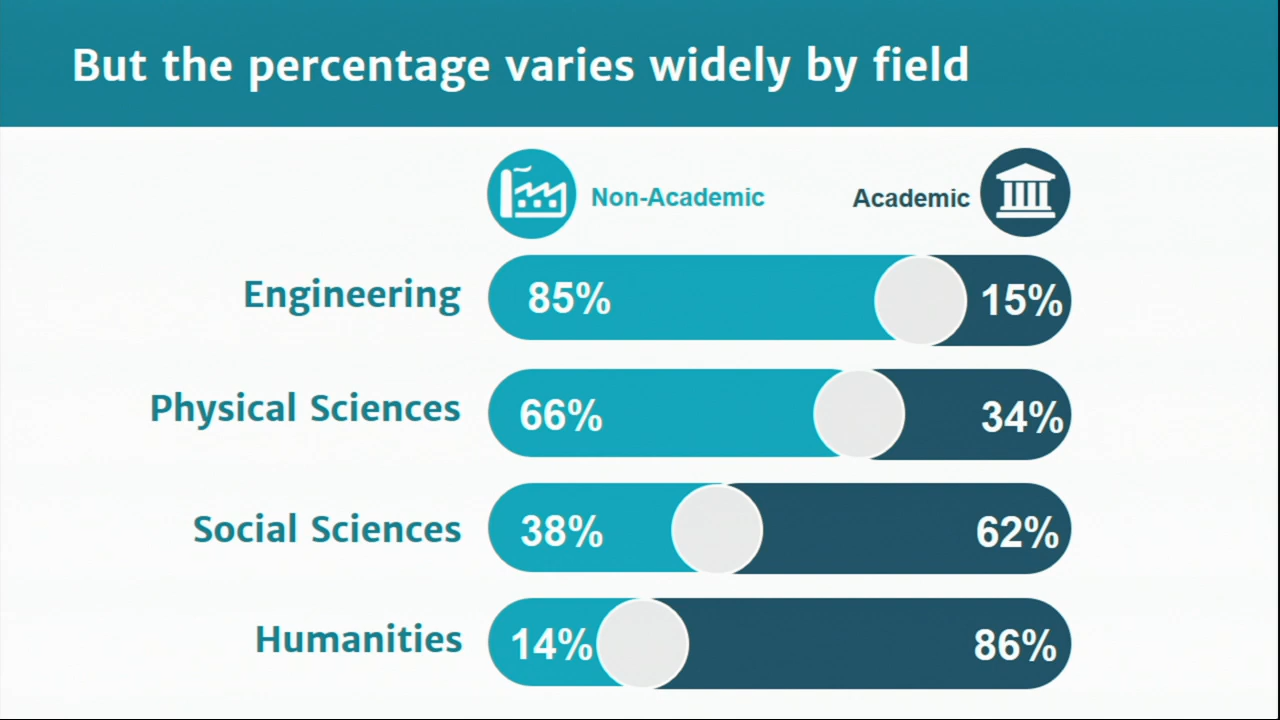 But the percentage varies widely by field
Non-Academic
Academic
Engineering
85%
15%
Physical Sciences
66%
34%
Social Sciences
38%
62%
Humanities
14%
86%